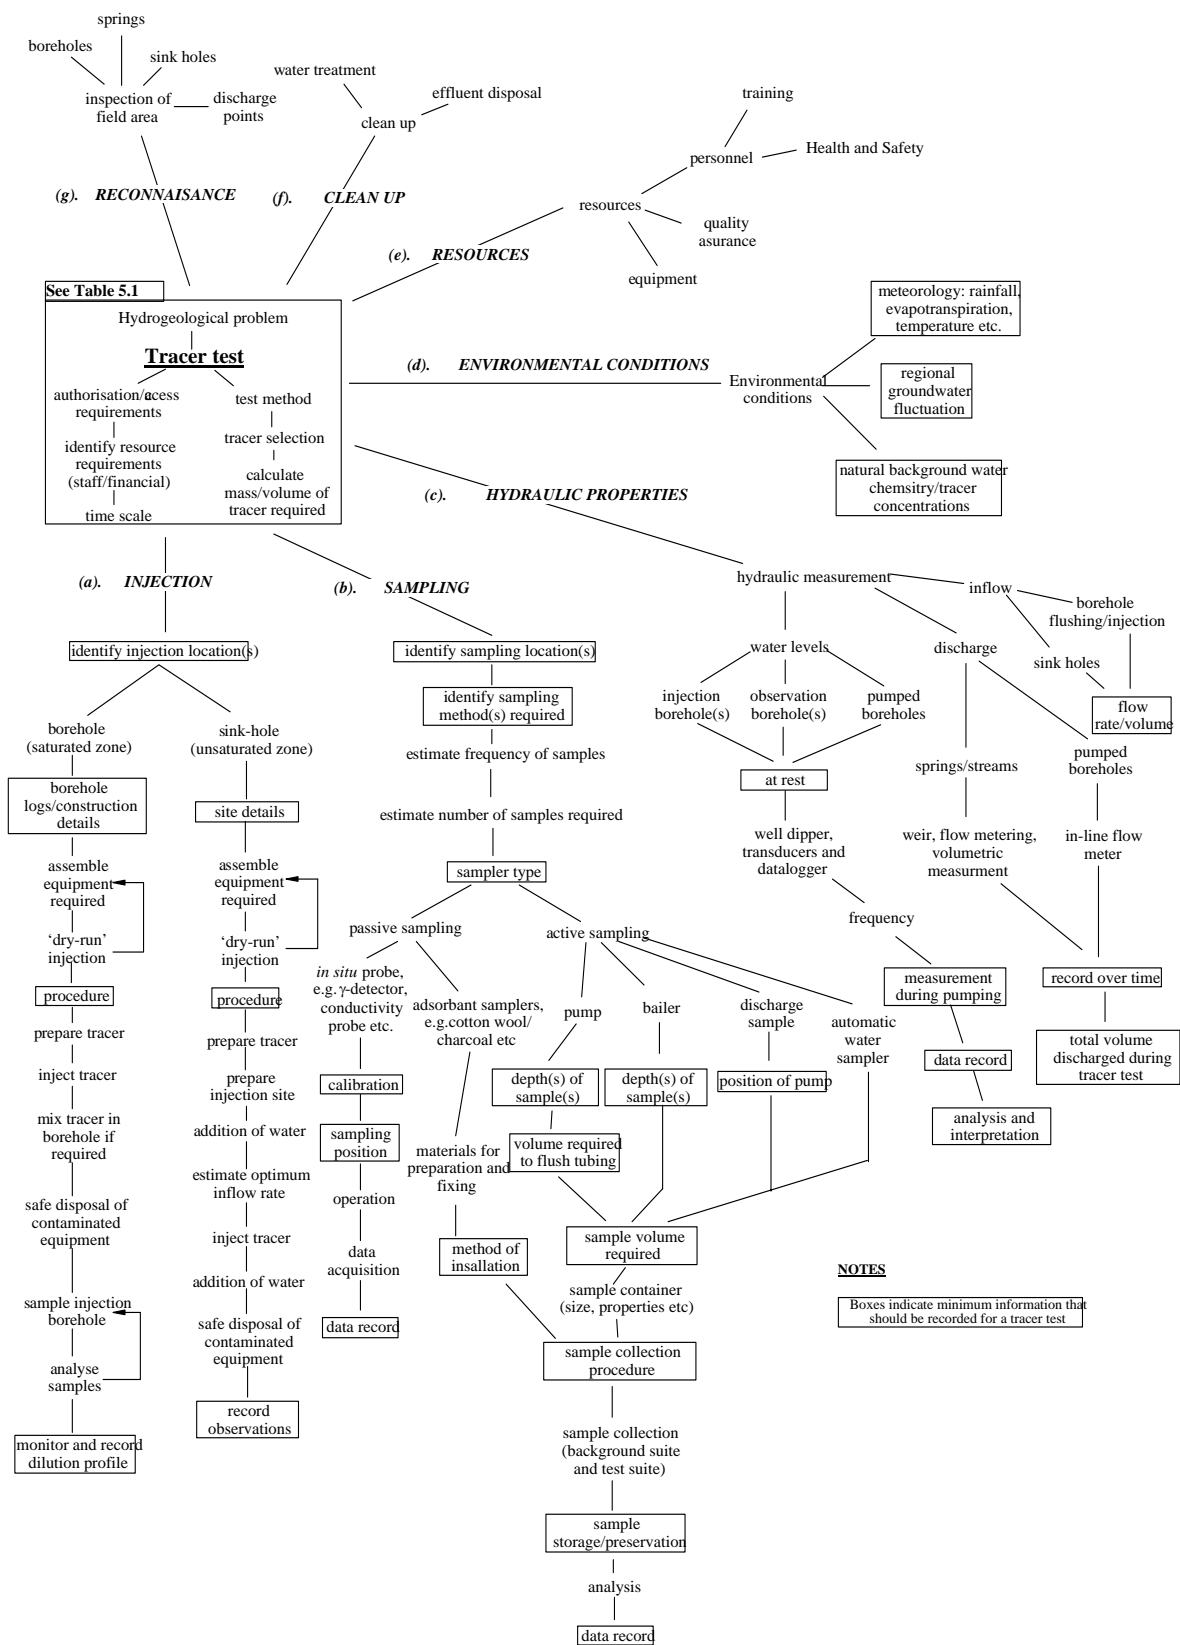 springs
boreholes
sink holes
inspection of
field area
discharge
points
(g). RECONNAISANCE
water treatment
effluent disposal
clean up
(f). CLEAN UP
training
personnel
Health and Safety
resources
quality
asurance
equipment
(e). RESOURCES
See Table 5.1
Hydrogeological problem
Tracer test
authorisation/acess
requirements
identify resource
requirements
(staff/financial)
time scale
test method
tracer selection
calculate
mass/volume of
tracer required
(d). ENVIRONMENTAL CONDITIONS
Environmental
conditions
meteorology: rainfall,
evapotranspiration,
temperature etc.
regional
groundwater
fluctuation
natural background water
chemsitry/tracer
concentrations
(c). HYDRAULIC PROPERTIES
hydraulic measurement
water levels
injection
borehole(s)
observation
borehole(s)
pumped
boreholes
at rest
well dipper,
transducers and
datalogger
frequency
measurement
during pumping
data record
analysis and
interpretation
inflow
borehole
flushing/injection
sink holes
flow
rate/volume
discharge
springs/streams
weir, flow metering,
volumetric
measurment
pumped
boreholes
in-line flow
meter
record over time
total volume
discharged during
tracer test
(a). INJECTION
identify injection location(s)
borehole
(saturated zone)
borehole
logs/construction
details
assemble
equipment
required
‘dry-run’
injection
procedure
prepare tracer
inject tracer
mix tracer in
borehole if
required
safe disposal of
contaminated
equipment
sample injection
borehole
analyse
samples
monitor and record
dilution profile
sink-hole
(unsaturated zone)
site details
assemble
equipment
required
‘dry-run’
injection
procedure
prepare tracer
prepare
injection site
addition of water
estimate optimum
inflow rate
inject tracer
addition of water
safe disposal of
contaminated
equipment
record
observations
(b). SAMPLING
identify sampling location(s)
identify sampling
method(s) required
estimate frequency of samples
estimate number of samples required
sampler type
passive sampling
in situ probe,
e.g. γ-detector,
conductivity
probe etc.
calibration
sampling
position
operation
data
acquisition
data record
adsorbant samplers,
e.g.cotton wool/
charcoal etc
materials for
preparation and
fixing
method of
insallation
active sampling
pump
depth(s) of
sample(s)
volume required
to flush tubing
bailer
depth(s) of
sample(s)
discharge
sample
position of pump
automatic
water
sampler
sample volume
required
sample container
(size, properties etc)
sample collection
procedure
sample collection
(background suite
and test suite)
sample
storage/preservation
analysis
data record
NOTES
Boxes indicate minimum information that
should be recorded for a tracer test